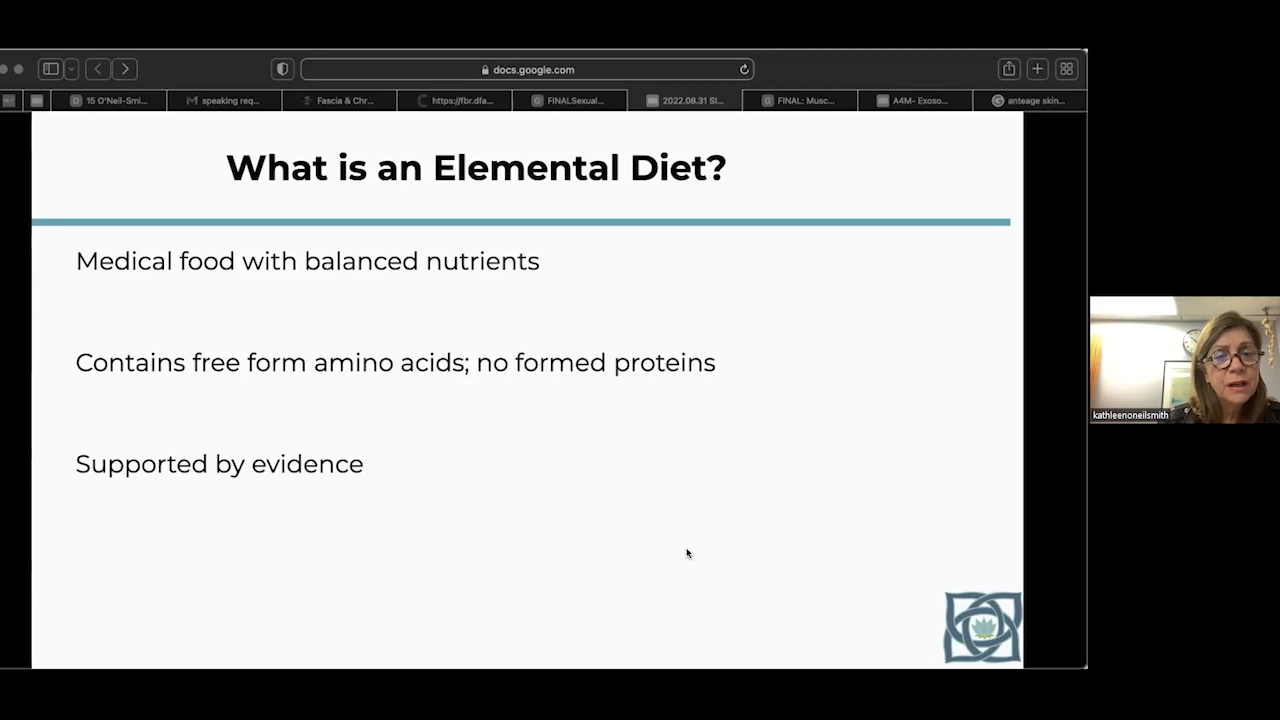 docs.google.com
15 O'Neil-Smi...
speaking req...
Fascia & Chr...
https://fbr.dfa...
FINALSexual...
2022.08.31 SI...
FINAL: Musc...
A4M- Exoso...
anteage skin...
What is an Elemental Diet?
Medical food with balanced nutrients
Contains free form amino acids; no formed proteins
Supported by evidence
kathleenoneilsmith